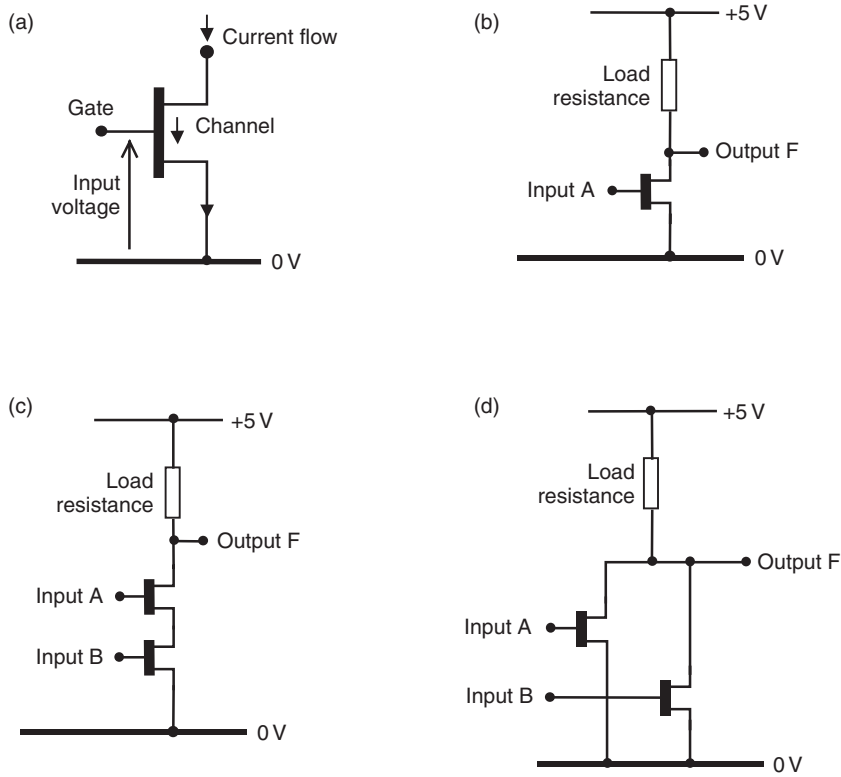 (a)
Current flow
Gate
Channel
Input
voltage
0 V
(b)
+5 V
Load
resistance
Output F
Input A
0 V
(c)
+5 V
Load
resistance
Output F
Input A
Input B
0 V
(d)
+5 V
Load
resistance
Output F
Input A
Input B
0 V